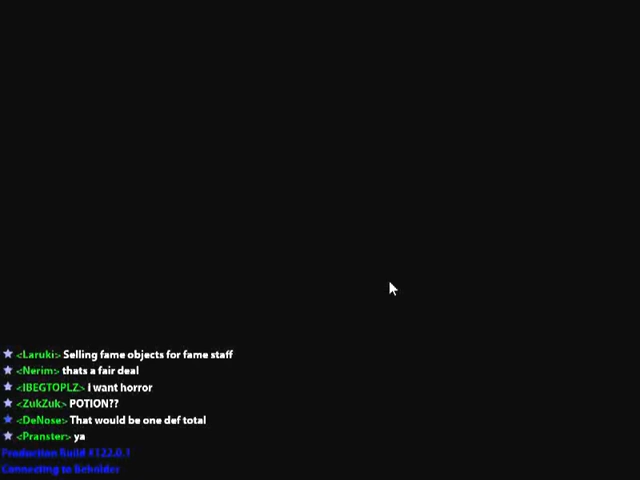 <Laruki> Selling fame objects for fame staff
<Nerim> thats a fair deal
<IBEGTOPLZ> I want horror
<ZukZuk> POTION??
<DeNose> That would be one def total
<Pranster> ya
Production Build #122.0.1
Connecting to Beholder